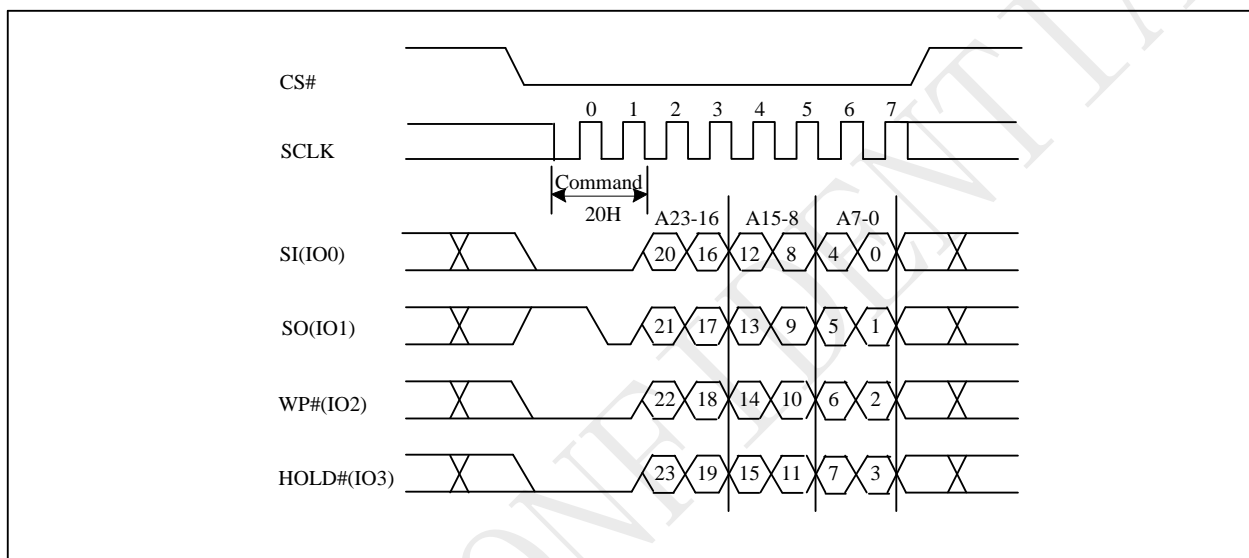 CS#
0 1 2 3 4 5 6 7
SCLK
Command
20H
A23-16 A15-8 A7-0
SI(IO0) 20 16 12 8 4 0
SO(IO1) 21 17 13 9 5 1
WP#(IO2) 22 18 14 10 6 2
HOLD#(IO3) 23 19 15 11 7 3
CONFIDENTIA